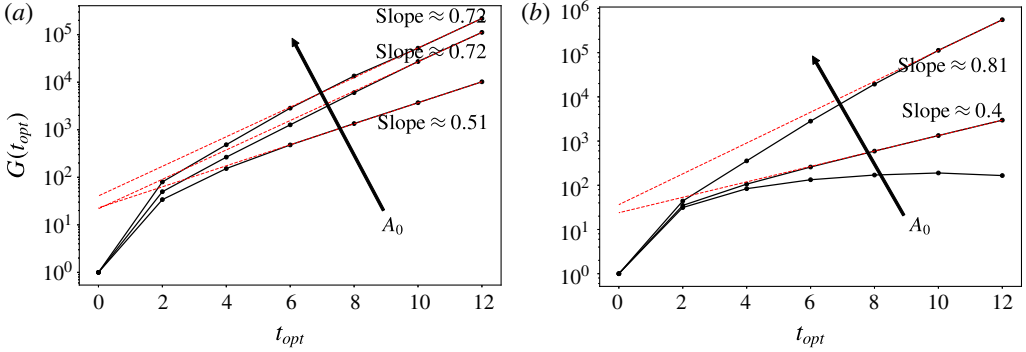 (a)
G(t_opt)
10^5
10^4
10^3
10^2
10^1
10^0
Slope ≈ 0.72
Slope ≈ 0.72
Slope ≈ 0.51
A_0
0 2 4 6 8 10 12
t_opt
(b)
10^6
10^5
10^4
10^3
10^2
10^1
10^0
Slope ≈ 0.81
Slope ≈ 0.4
A_0
0 2 4 6 8 10 12
t_opt